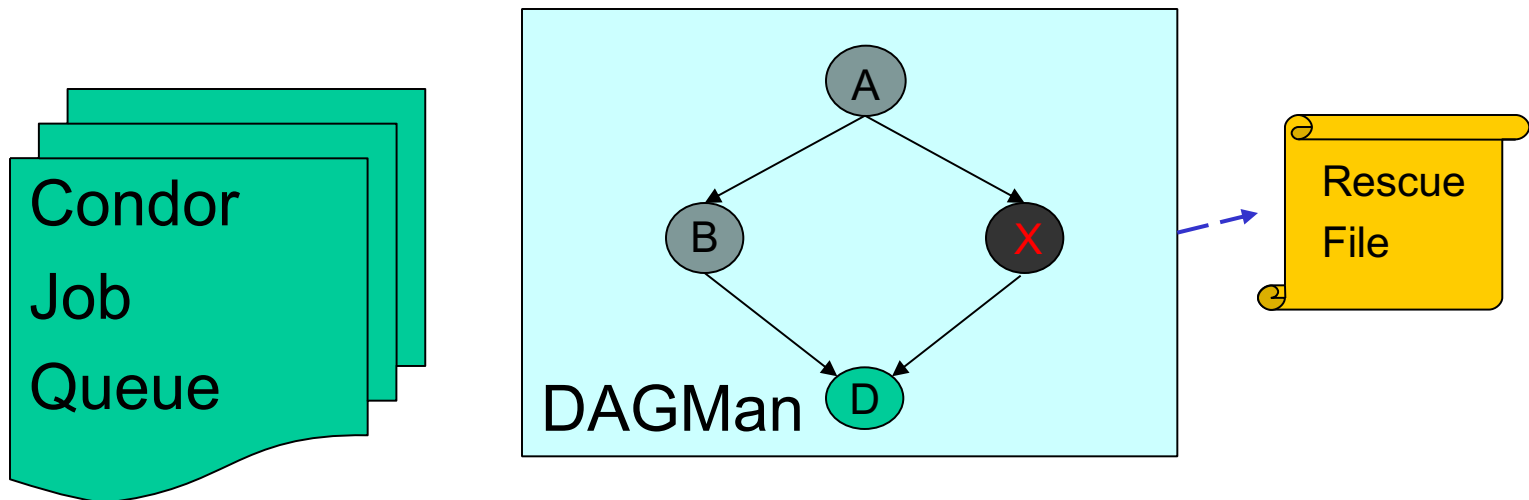 Condor
Job
Queue
A
B
X
D
DAGMan
Rescue
File